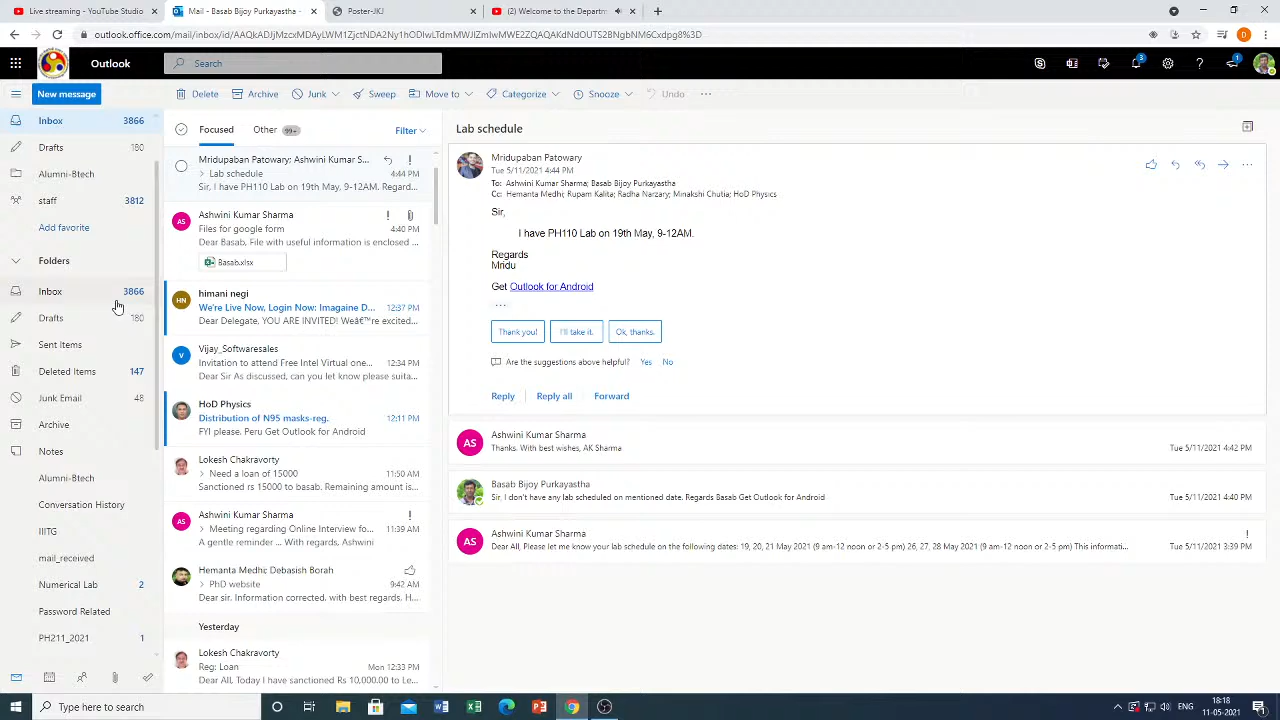 Live streaming - YouTube Studio
Mail - Basab Bijoy Purkayastha -
Poster-JKJ
(2) Welcome to the Departm
outlook.office.com/mail/inbox/id/
Outlook
Search
3
1
D
New message
Delete
Archive
Junk
Sweep
Move to
Categorize
Snooze
Undo
Inbox 3866
Drafts 180
Alumni-Btech
staff 3812
Add favorite
Folders
Inbox 3866
Drafts 180
Sent Items
Deleted Items 147
Junk Email 48
Archive
Notes
Alumni-Btech
Conversation History
IIITG
mail_received
Numerical Lab 2
Password Related
PH211_2021 1
Focused
Other 99+
Filter
Mridupaban Patowary; Ashwini Kumar S...
Lab schedule 4:44 PM
Sir, I have PH110 Lab on 19th May, 9-12AM. Regard...
AS
Ashwini Kumar Sharma
Files for google form 4:40 PM
Dear Basab, File with useful information is enclosed ...
Basab.xlsx
HN
himani negi
We're Live Now, Login Now: Imagaine D... 12:37 PM
Dear Delegate, YOU ARE INVITED! Weâ€™re excited...
V
Vijay_Softwaresales
Invitation to attend Free Intel Virtual one... 12:34 PM
Dear Sir As discussed, can you let know please suita...
HoD Physics
Distribution of N95 masks-reg. 12:11 PM
FYI please. Peru Get Outlook for Android
Lokesh Chakravorty
Need a loan of 15000 11:50 AM
Sanctioned rs 15000 to basab. Remaining amount is...
AS
Ashwini Kumar Sharma
Meeting regarding Online Interview fo... 11:39 AM
A gentle reminder ... With regards, Ashwini
Hemanta Medhi; Debasish Borah
PhD website 9:42 AM
Dear sir, Information corrected, with best regards, H...
Yesterday
Lokesh Chakravorty
Reg: Loan Mon 12:33 PM
Dear All, Today I have sanctioned Rs 10,000.00 to Le...
Lab schedule
Mridupaban Patowary
Tue 5/11/2021 4:44 PM
To: Ashwini Kumar Sharma; Basab Bijoy Purkayastha
Cc: Hemanta Medhi; Rupam Kalita; Radha Narzary; Minakshi Chutia; HoD Physics
Sir,
I have PH110 Lab on 19th May, 9-12AM.
Regards
Mridu
Get Outlook for Android
...
Thank you!
I'll take it.
Ok, thanks.
Are the suggestions above helpful? Yes No
Reply
Reply all
Forward
AS
Ashwini Kumar Sharma
Thanks. With best wishes, AK Sharma
Tue 5/11/2021 4:42 PM
Basab Bijoy Purkayastha
Sir, I don't have any lab scheduled on mentioned date. Regards Basab Get Outlook for Android
Tue 5/11/2021 4:40 PM
AS
Ashwini Kumar Sharma
Dear All, Please let me know your lab schedule on the following dates: 19, 20, 21 May 2021 (9 am-12 noon or 2-5 pm) 26, 27, 28 May 2021 (9 am-12 noon or 2-5 pm) This informati...
Tue 5/11/2021 3:39 PM
Type here to search
ENG
18:18
11-05-2021